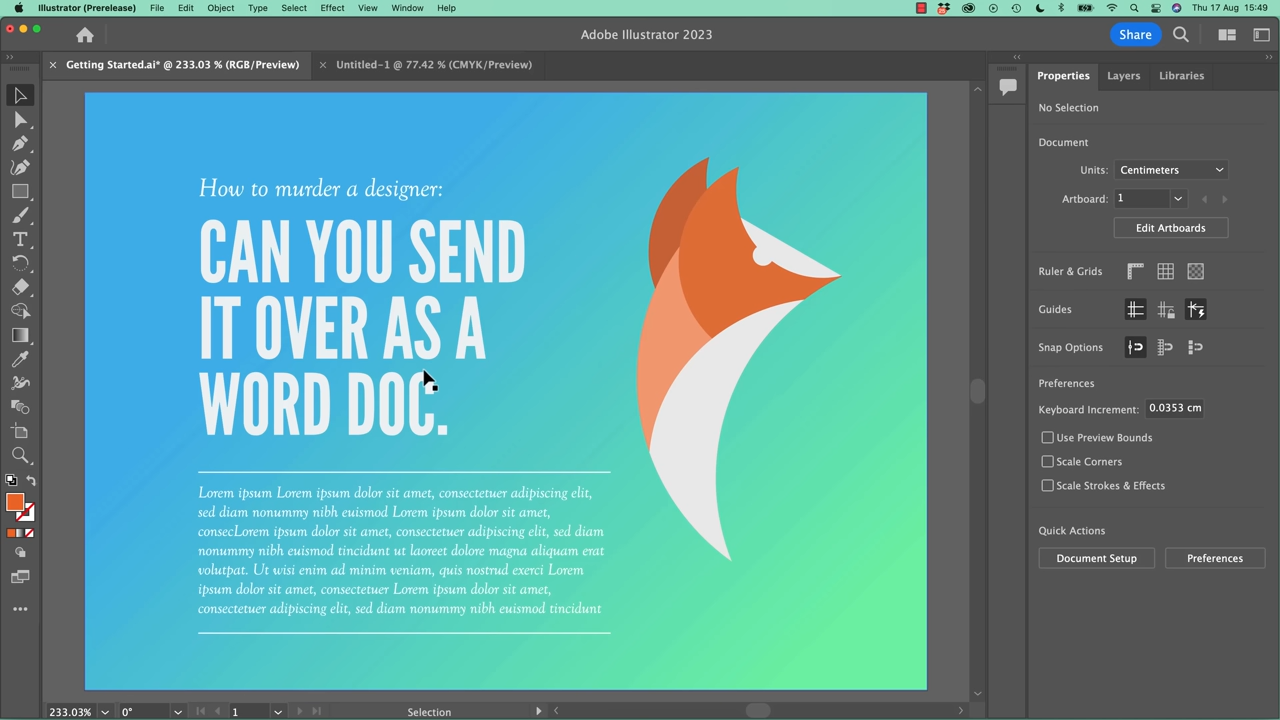 Illustrator (Prerelease) File Edit Object Type Select Effect View Window Help Thu 17 Aug 15:49
Adobe Illustrator 2023 Share
Getting Started.ai* @ 233.03 % (RGB/Preview) Untitled-1 @ 77.42 % (CMYK/Preview)
Properties Layers Libraries
No Selection
Document
Units: Centimeters
Artboard: 1
Edit Artboards
Ruler & Grids
Guides
Snap Options
Preferences
Keyboard Increment: 0.0353 cm
Use Preview Bounds
Scale Corners
Scale Strokes & Effects
Quick Actions
Document Setup Preferences
How to murder a designer:
CAN YOU SEND
IT OVER AS A
WORD DOC.
Lorem ipsum Lorem ipsum dolor sit amet, consectetuer adipiscing elit,
sed diam nonummy nibh euismod Lorem ipsum dolor sit amet,
consecLorem ipsum dolor sit amet, consectetuer adipiscing elit, sed diam
nonummy nibh euismod tincidunt ut laoreet dolore magna aliquam erat
volutpat. Ut wisi enim ad minim veniam, quis nostrud exerci Lorem
ipsum dolor sit amet, consectetuer Lorem ipsum dolor sit amet,
consectetuer adipiscing elit, sed diam nonummy nibh euismod tincidunt
233.03% 0° 1 Selection